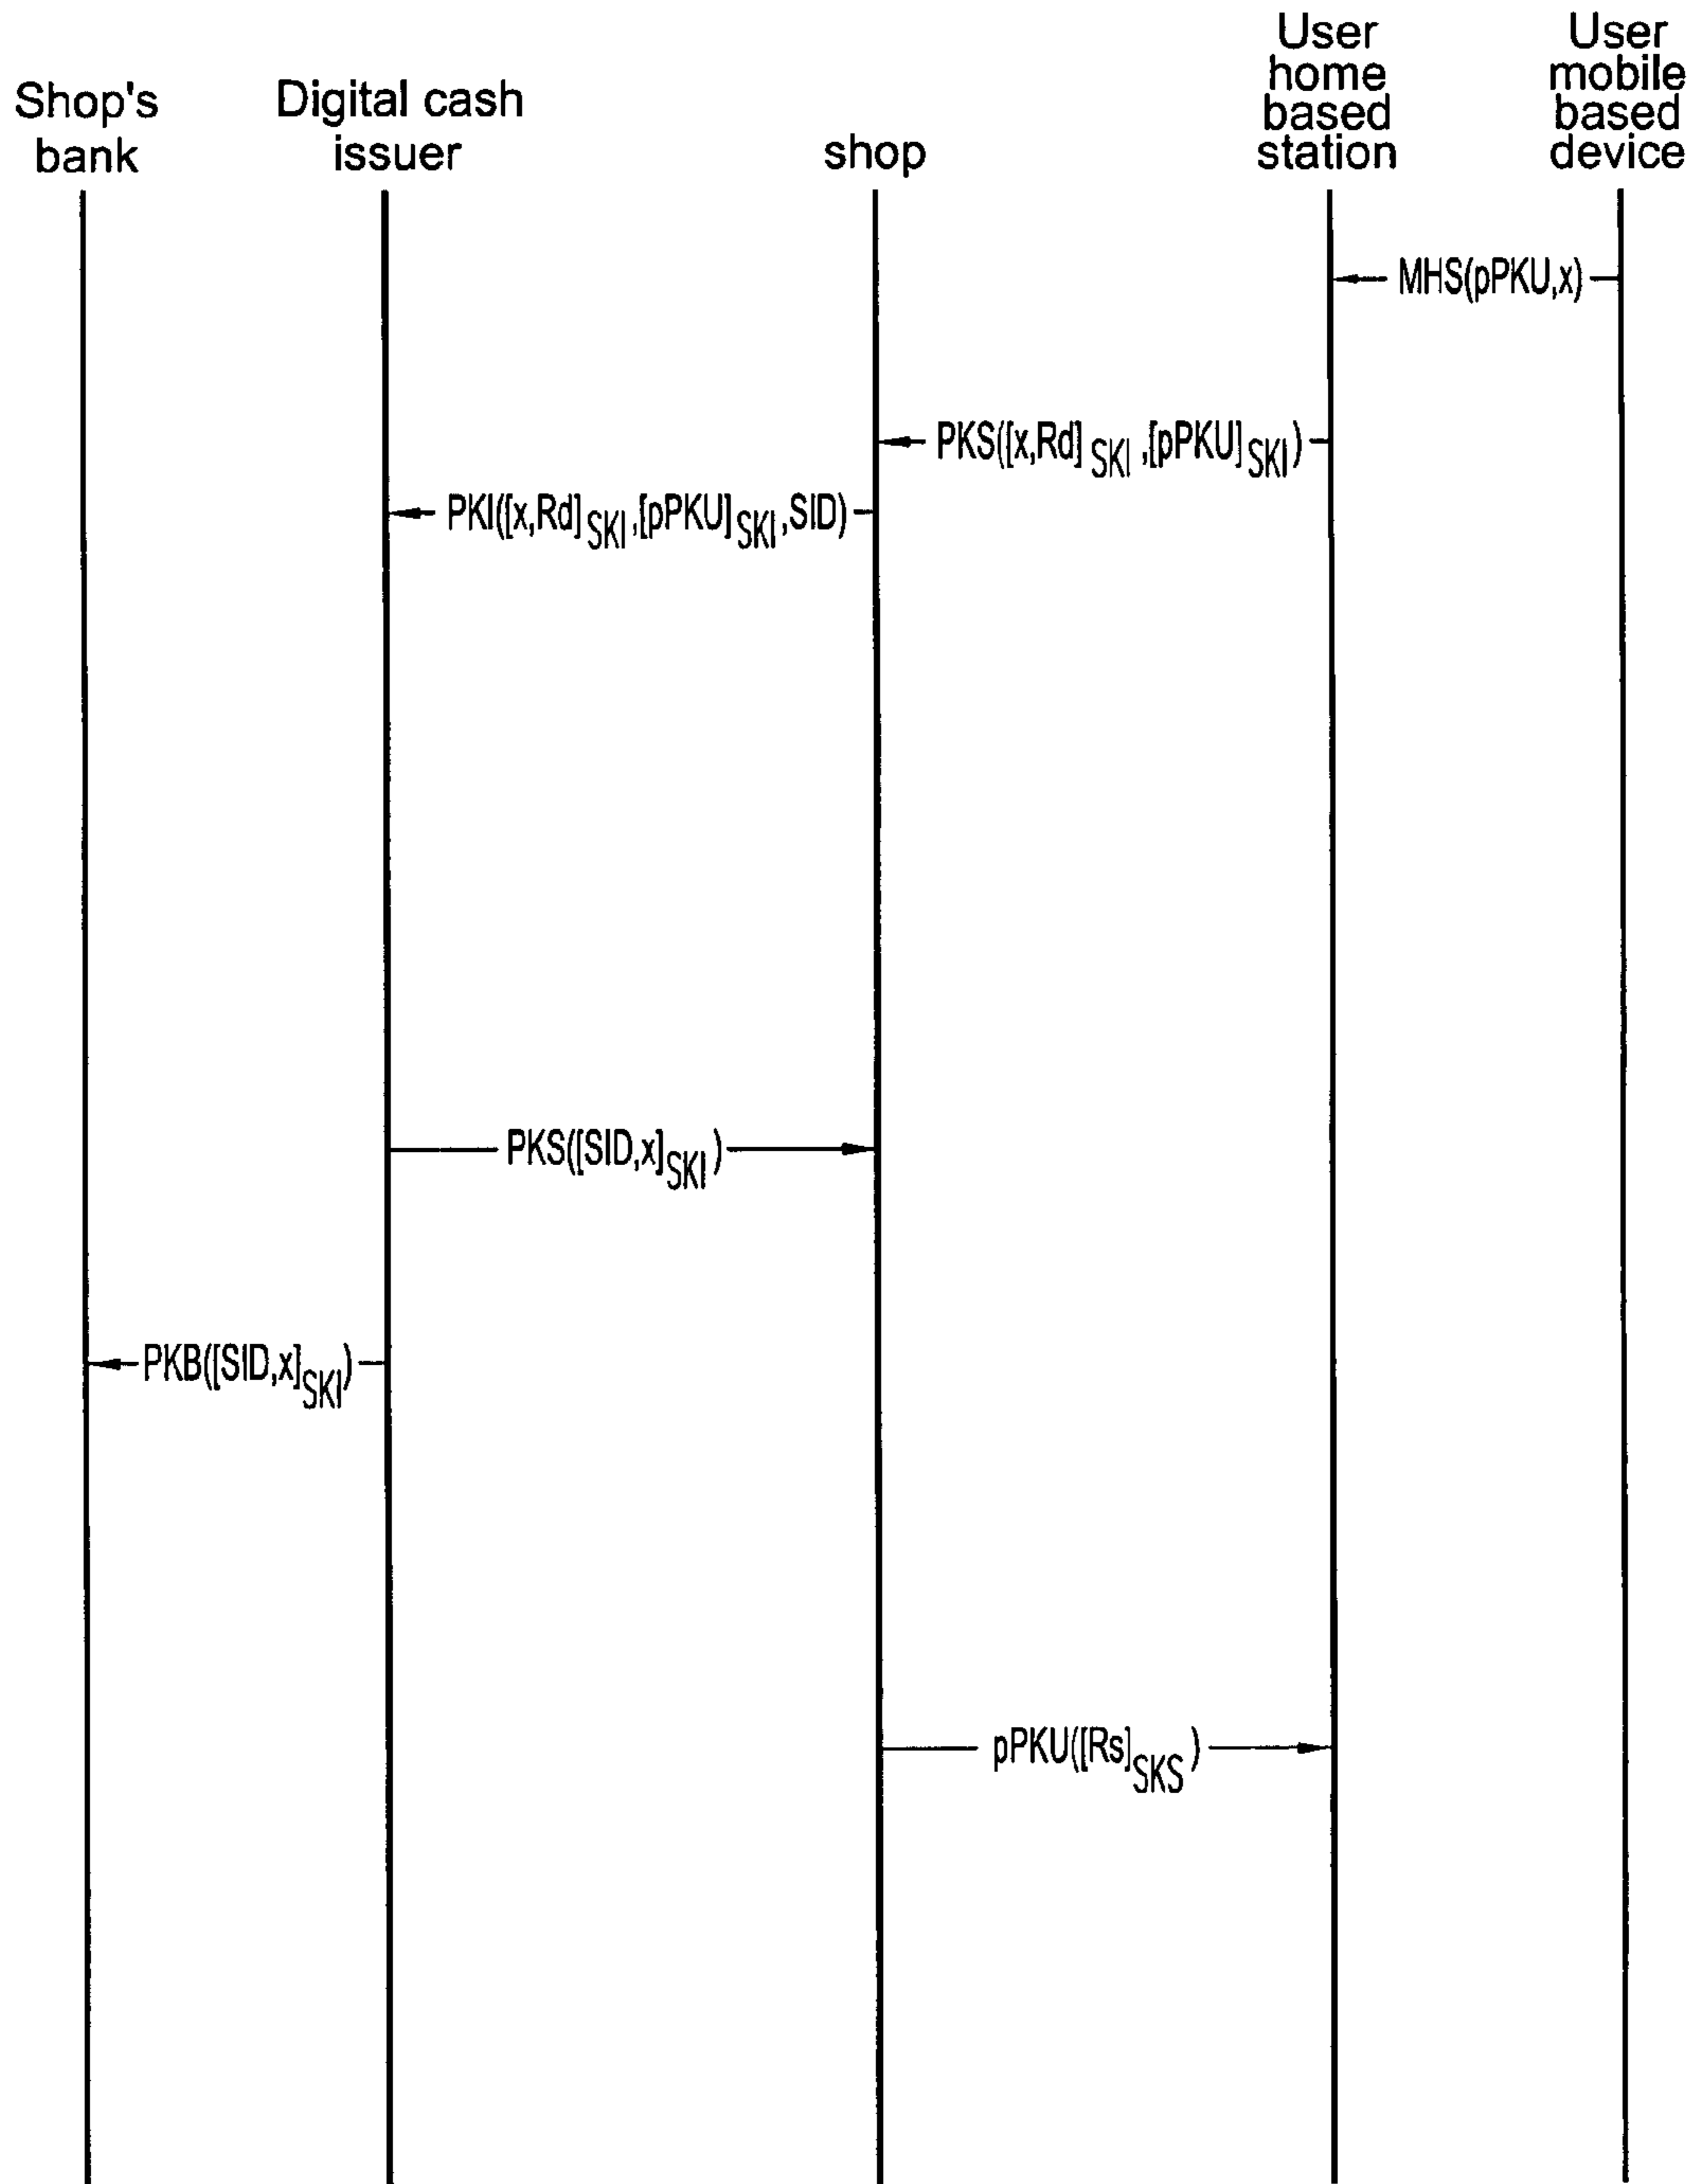 User
home
based
station
User
mobile
based
device
Shop's
bank
Digital cash
issuer
shop
MHS(pPKU,x)
PKS([x,Rd]SKI,[pPKU]SKI)
PKI([x,Rd]SKI,[pPKU]SKI,SID)
PKS([SID,x]SKI)
PKB([SID,x]SKI)
pPKU([Rs]SKS)